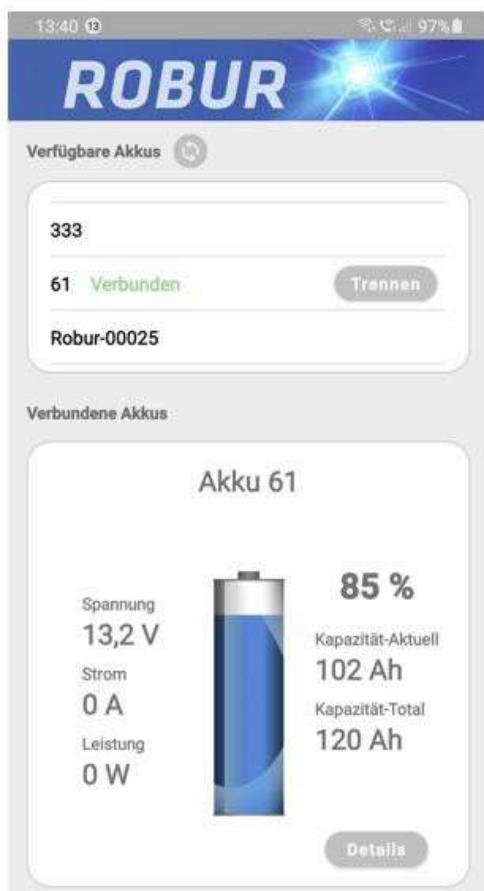 13:40 13 97%
ROBUR
Verfügbare Akkus
333
61 Verbunden Trennen
Robur-00025
Verbundene Akkus
Akku 61
85 %
Spannung
13,2 V
Kapazität-Aktuell
102 Ah
Strom
0 A
Kapazität-Total
120 Ah
Leistung
0 W
Details